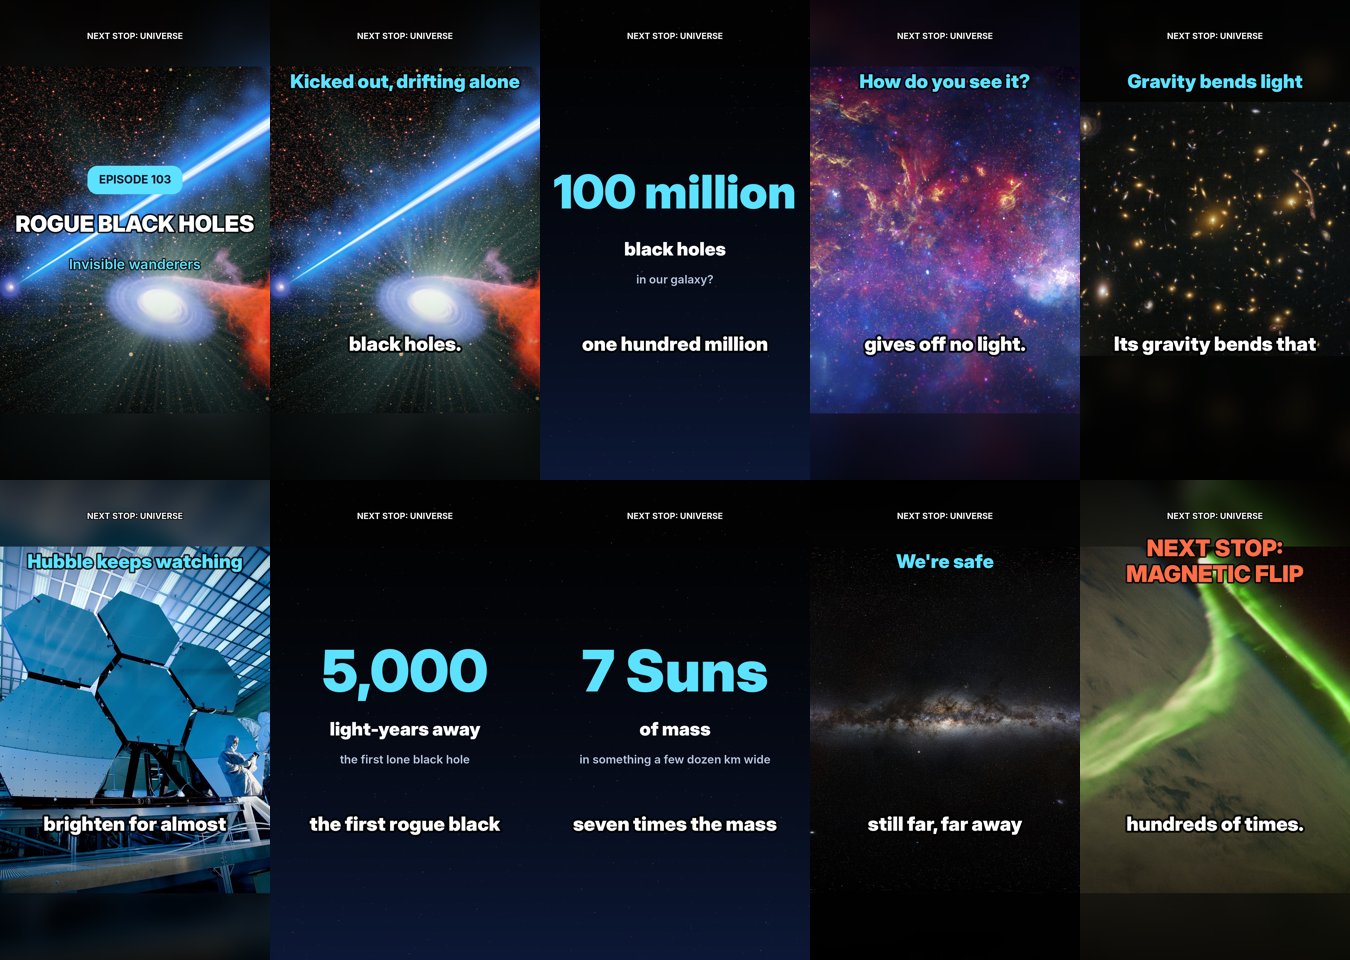 NEXT STOP: UNIVERSE
EPISODE 103
ROGUE BLACK HOLES
Invisible wanderers
NEXT STOP: UNIVERSE
Kicked out, drifting alone
black holes.
NEXT STOP: UNIVERSE
100 million
black holes
in our galaxy?
one hundred million
NEXT STOP: UNIVERSE
How do you see it?
gives off no light.
NEXT STOP: UNIVERSE
Gravity bends light
Its gravity bends that
NEXT STOP: UNIVERSE
Hubble keeps watching
brighten for almost
NEXT STOP: UNIVERSE
5,000
light-years away
the first lone black hole
the first rogue black
NEXT STOP: UNIVERSE
7 Suns
of mass
in something a few dozen km wide
seven times the mass
NEXT STOP: UNIVERSE
We're safe
still far, far away
NEXT STOP: UNIVERSE
NEXT STOP:
MAGNETIC FLIP
hundreds of times.